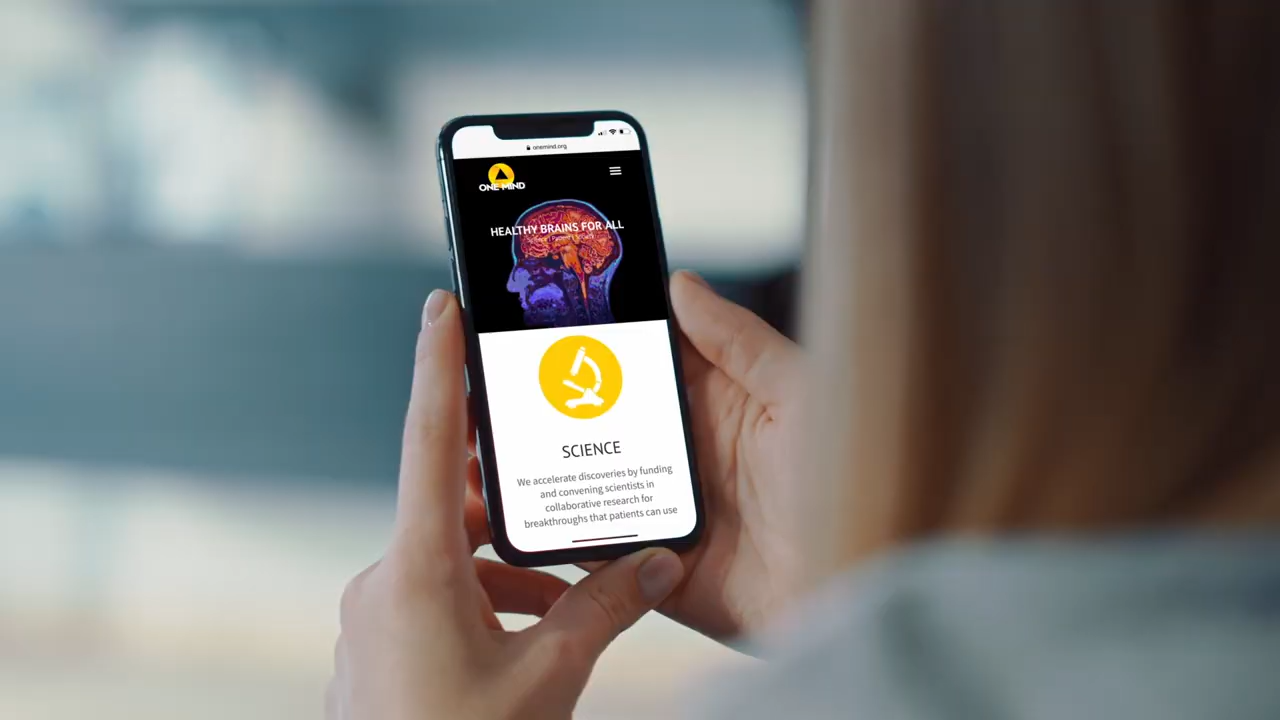 onemind.org
ONE MIND
HEALTHY BRAINS FOR ALL
SCIENCE
We accelerate discoveries by funding
and convening scientists in
collaborative research for
breakthroughs that patients can use